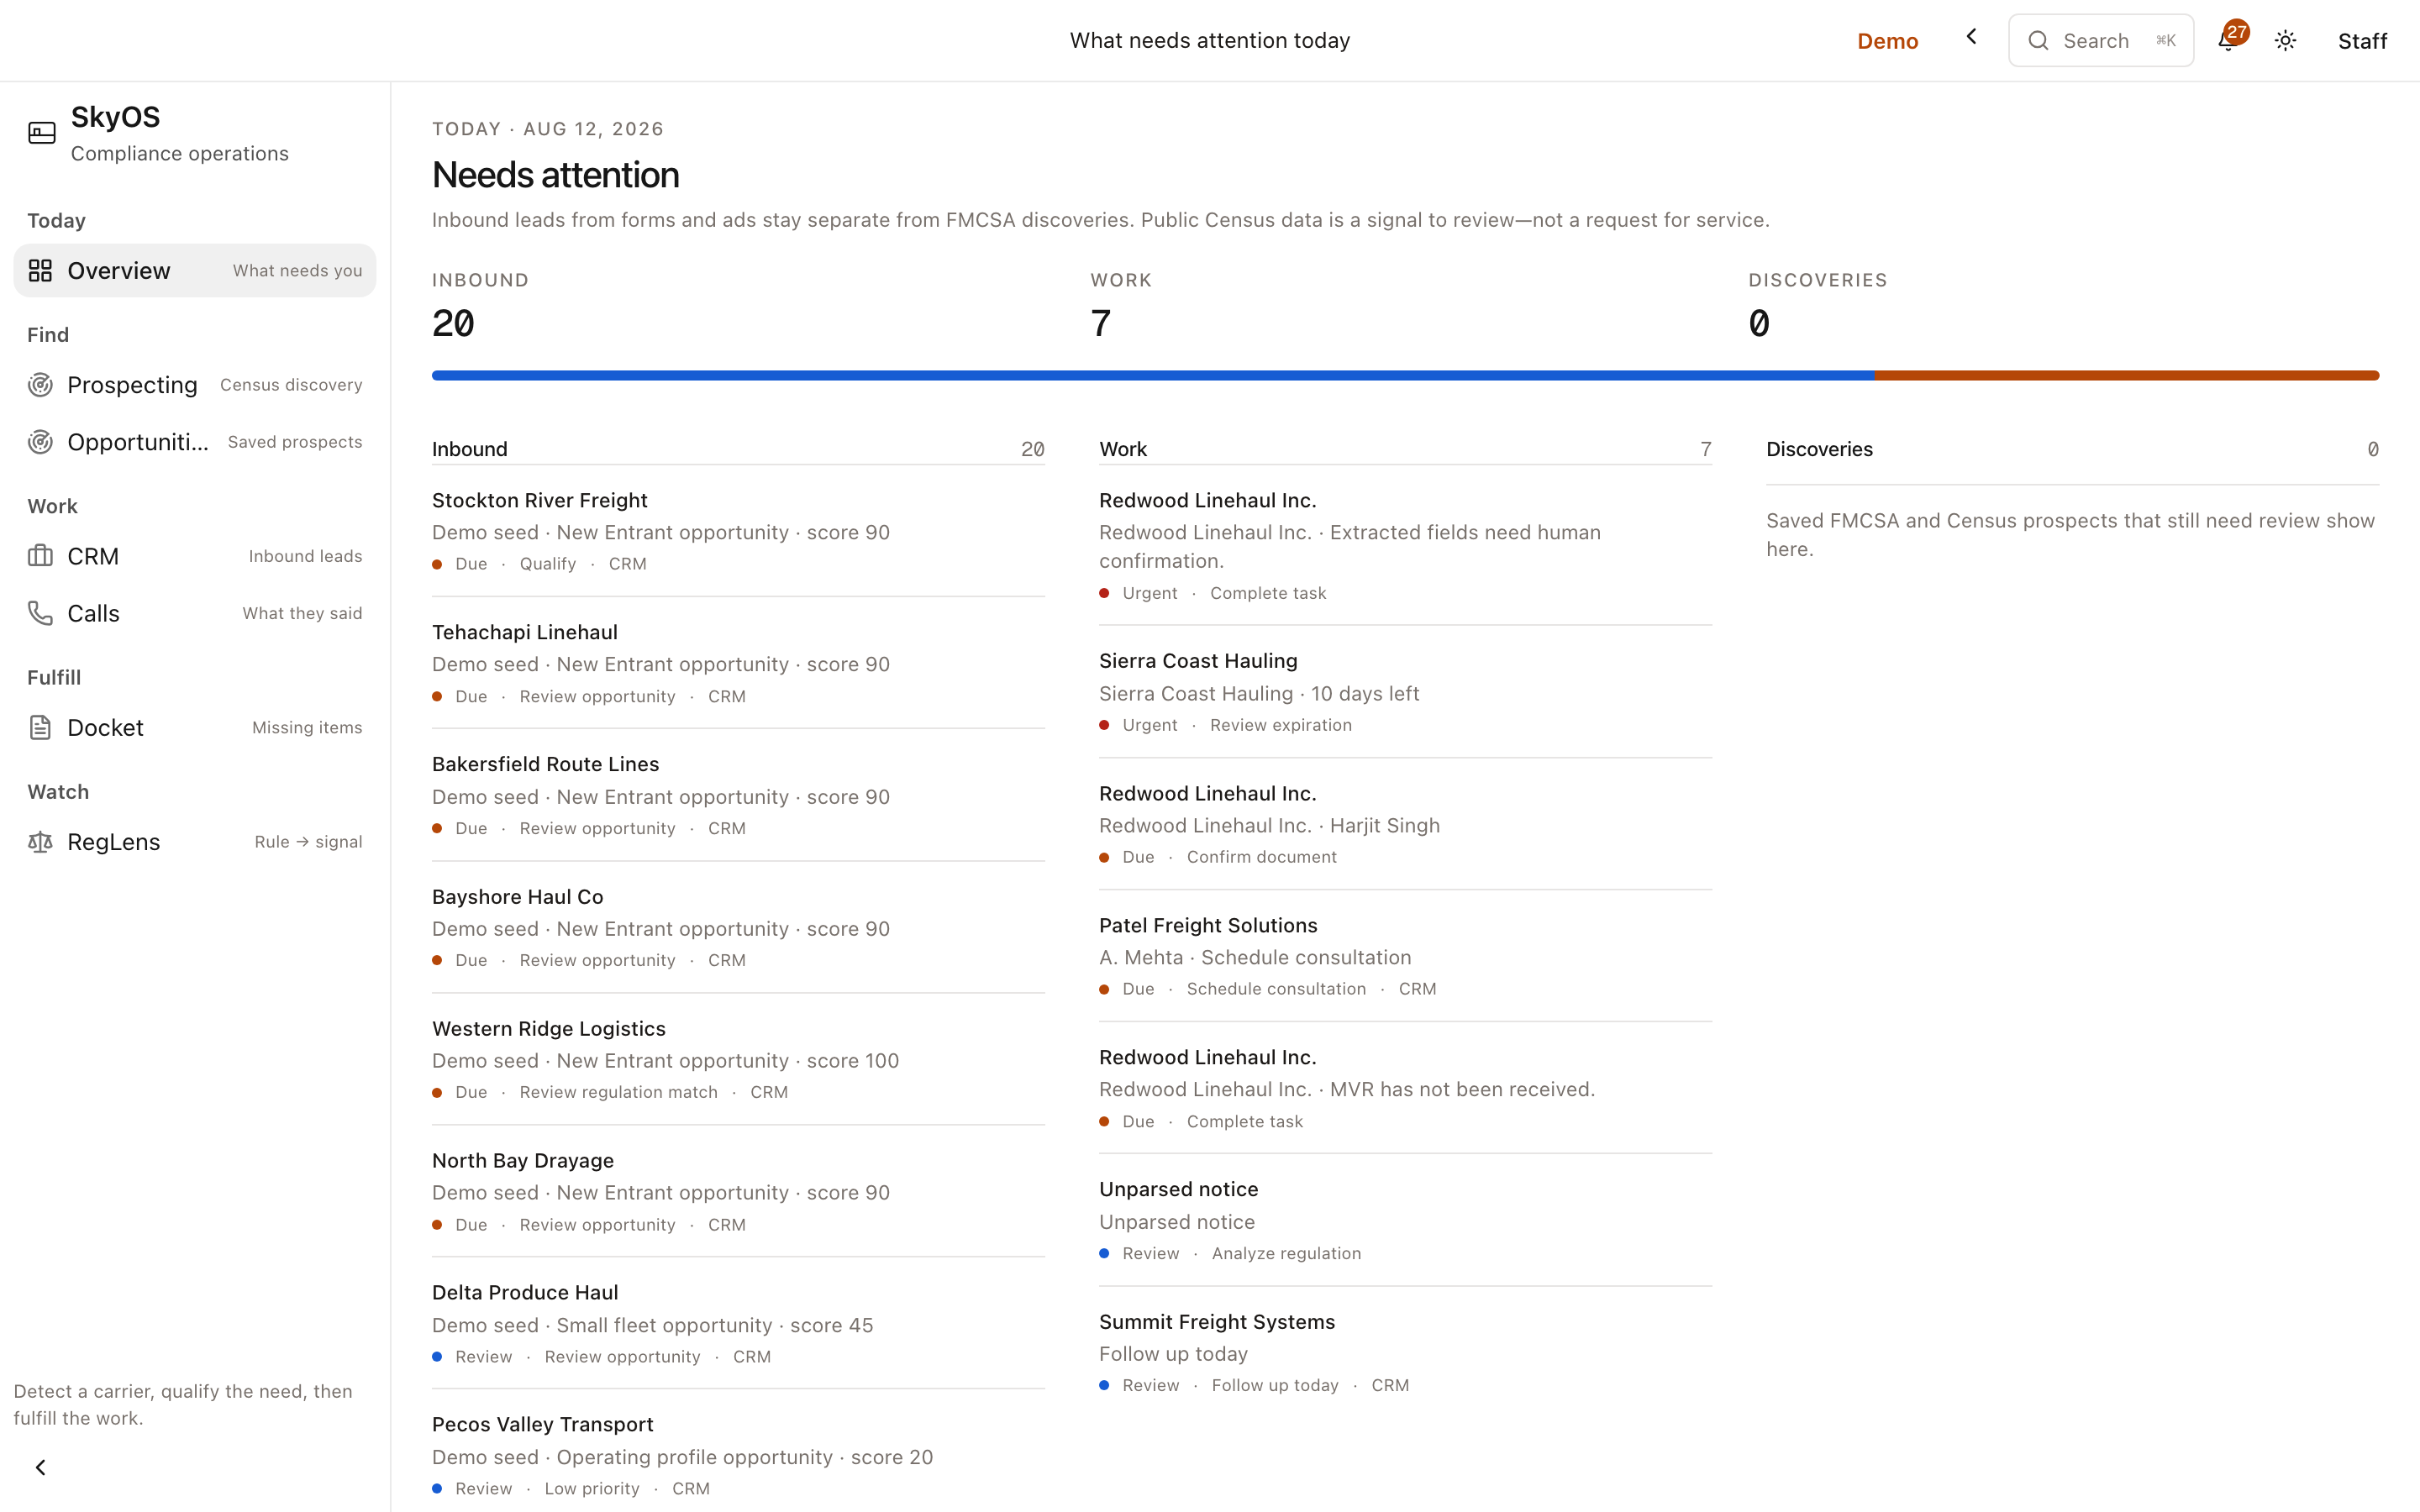 What needs attention today
Demo
Search ⌘K
27
Staff
SkyOS
Compliance operations
Today
Overview What needs you
Find
Prospecting Census discovery
Opportuniti... Saved prospects
Work
CRM Inbound leads
Calls What they said
Fulfill
Docket Missing items
Watch
RegLens Rule → signal
Detect a carrier, qualify the need, then
fulfill the work.
TODAY · AUG 12, 2026
Needs attention
Inbound leads from forms and ads stay separate from FMCSA discoveries. Public Census data is a signal to review—not a request for service.
INBOUND
20
WORK
7
DISCOVERIES
0
Inbound 20
Stockton River Freight
Demo seed · New Entrant opportunity · score 90
Due · Qualify · CRM
Tehachapi Linehaul
Demo seed · New Entrant opportunity · score 90
Due · Review opportunity · CRM
Bakersfield Route Lines
Demo seed · New Entrant opportunity · score 90
Due · Review opportunity · CRM
Bayshore Haul Co
Demo seed · New Entrant opportunity · score 90
Due · Review opportunity · CRM
Western Ridge Logistics
Demo seed · New Entrant opportunity · score 100
Due · Review regulation match · CRM
North Bay Drayage
Demo seed · New Entrant opportunity · score 90
Due · Review opportunity · CRM
Delta Produce Haul
Demo seed · Small fleet opportunity · score 45
Review · Review opportunity · CRM
Pecos Valley Transport
Demo seed · Operating profile opportunity · score 20
Review · Low priority · CRM
Work 7
Redwood Linehaul Inc.
Redwood Linehaul Inc. · Extracted fields need human
confirmation.
Urgent · Complete task
Sierra Coast Hauling
Sierra Coast Hauling · 10 days left
Urgent · Review expiration
Redwood Linehaul Inc.
Redwood Linehaul Inc. · Harjit Singh
Due · Confirm document
Patel Freight Solutions
A. Mehta · Schedule consultation
Due · Schedule consultation · CRM
Redwood Linehaul Inc.
Redwood Linehaul Inc. · MVR has not been received.
Due · Complete task
Unparsed notice
Unparsed notice
Review · Analyze regulation
Summit Freight Systems
Follow up today
Review · Follow up today · CRM
Discoveries 0
Saved FMCSA and Census prospects that still need review show
here.